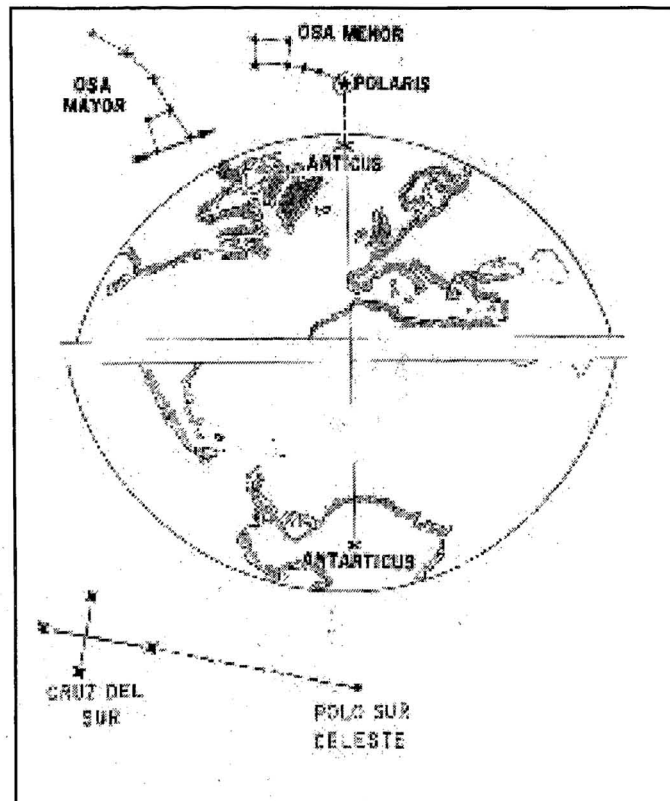 OSA MENOR
OSA
MAYOR
POLARIS
ARTICUS
ANTARTICUS
CRUZ DEL
SUR
POLO SUR
CELESTE